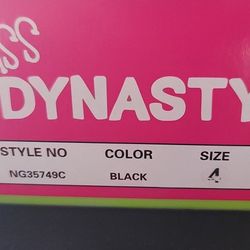 DYNASTY
STYLE NO COLOR SIZE
NG35749C BLACK 4